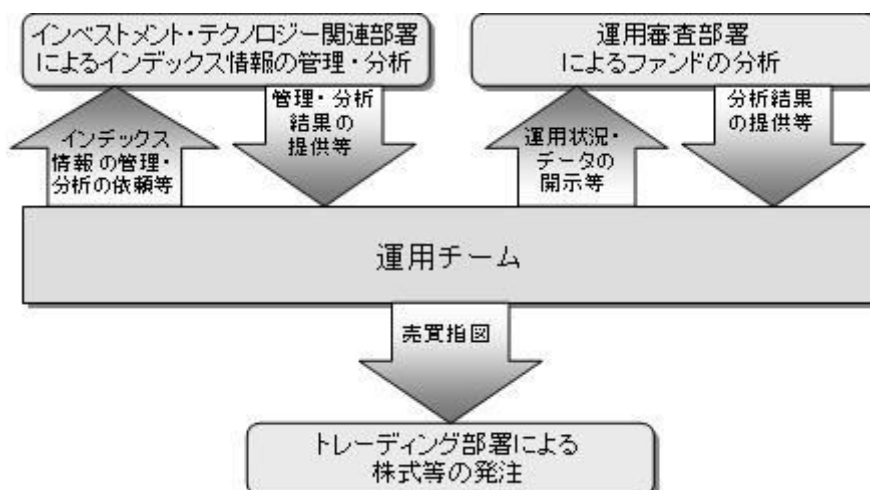 インベストメント・テクノロジー関連部署
によるインデックス情報の管理・分析
運用審査部署
によるファンドの分析
インデックス
情報の管理・
分析の依頼等
管理・分析
結果の
提供等
運用状況・
データの
開示等
分析結果
の提供等
運用チーム
売買指図
トレーディング部署による
株式等の発注